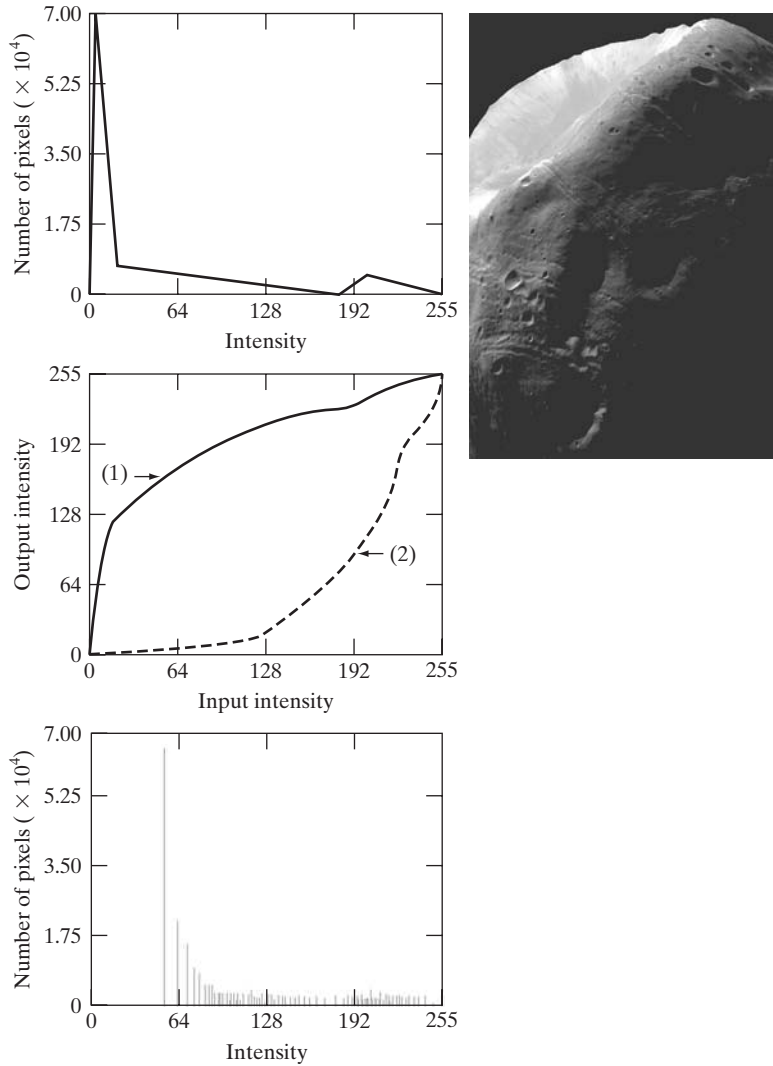 7.00
5.25
3.50
1.75
0
Number of pixels ( × 10⁴)
0 64 128 192 255
Intensity
255
192
128
64
0
Output intensity
(1)
(2)
0 64 128 192 255
Input intensity
7.00
5.25
3.50
1.75
0
Number of pixels ( × 10⁴)
0 64 128 192 255
Intensity